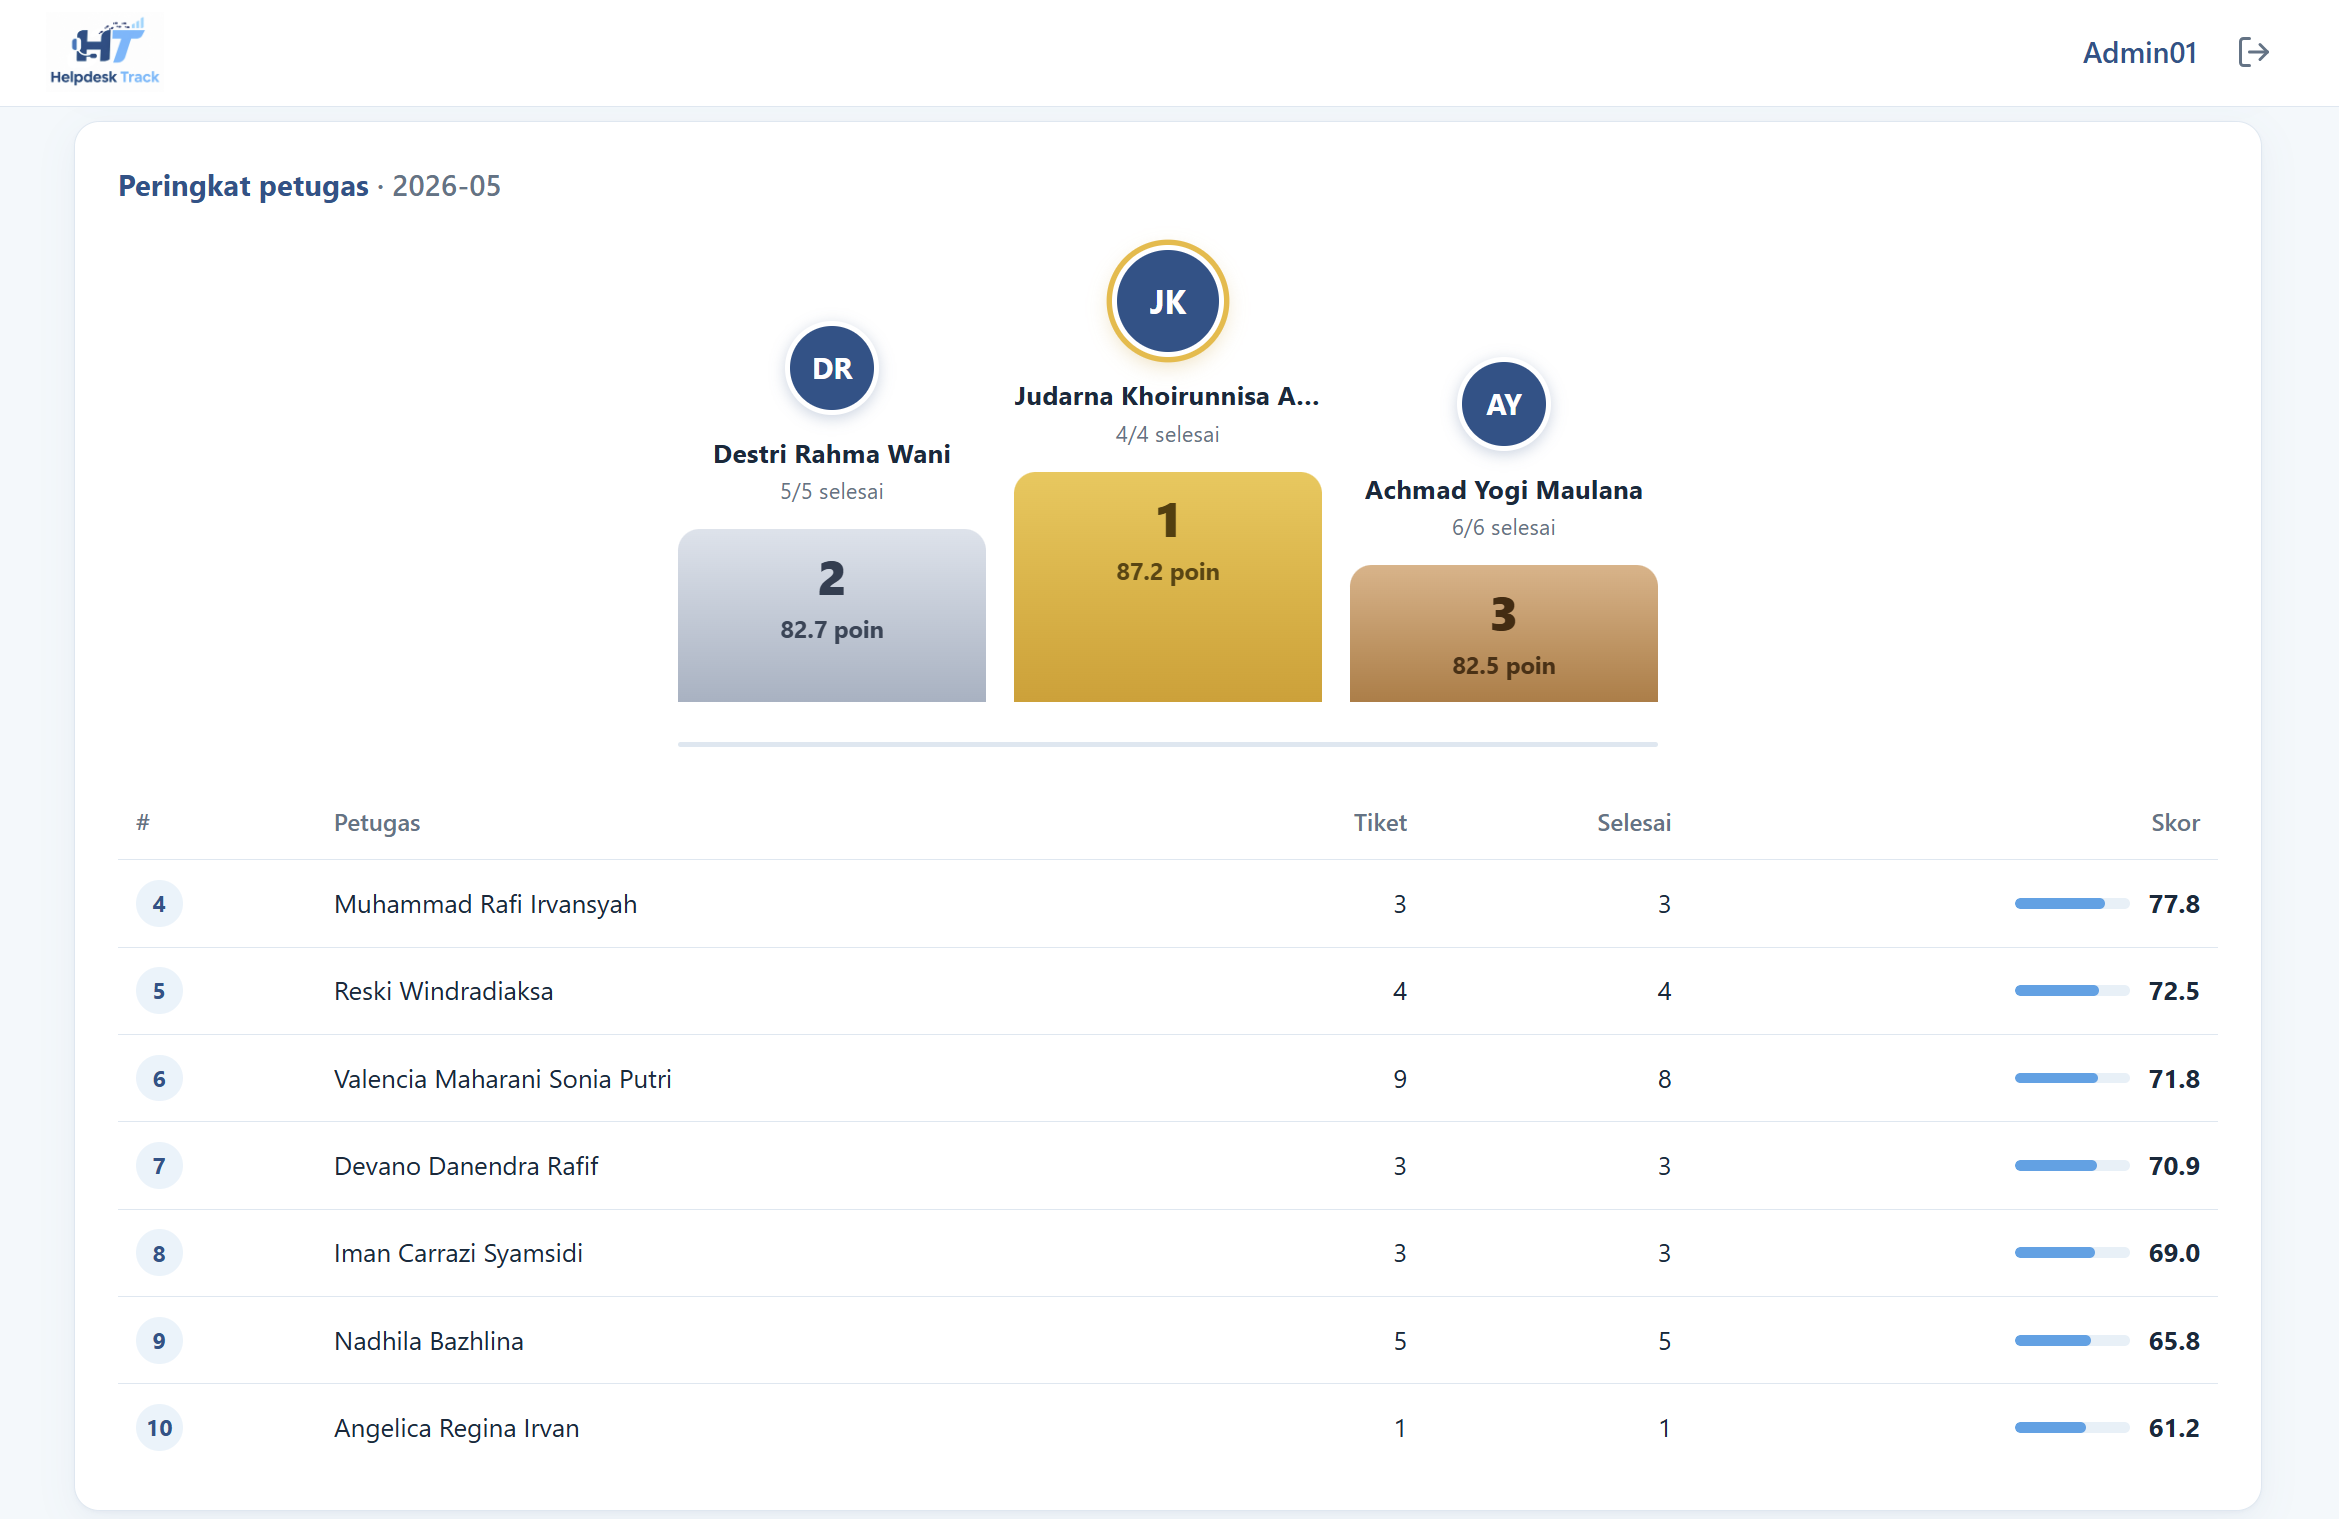 HT
Helpdesk Track
Admin01
Peringkat petugas · 2026-05
JK
Judarna Khoirunnisa A...
4/4 selesai
1
87.2 poin
DR
Destri Rahma Wani
5/5 selesai
2
82.7 poin
AY
Achmad Yogi Maulana
6/6 selesai
3
82.5 poin
# Petugas Tiket Selesai Skor
4 Muhammad Rafi Irvansyah 3 3 77.8
5 Reski Windradiaksa 4 4 72.5
6 Valencia Maharani Sonia Putri 9 8 71.8
7 Devano Danendra Rafif 3 3 70.9
8 Iman Carrazi Syamsidi 3 3 69.0
9 Nadhila Bazhlina 5 5 65.8
10 Angelica Regina Irvan 1 1 61.2